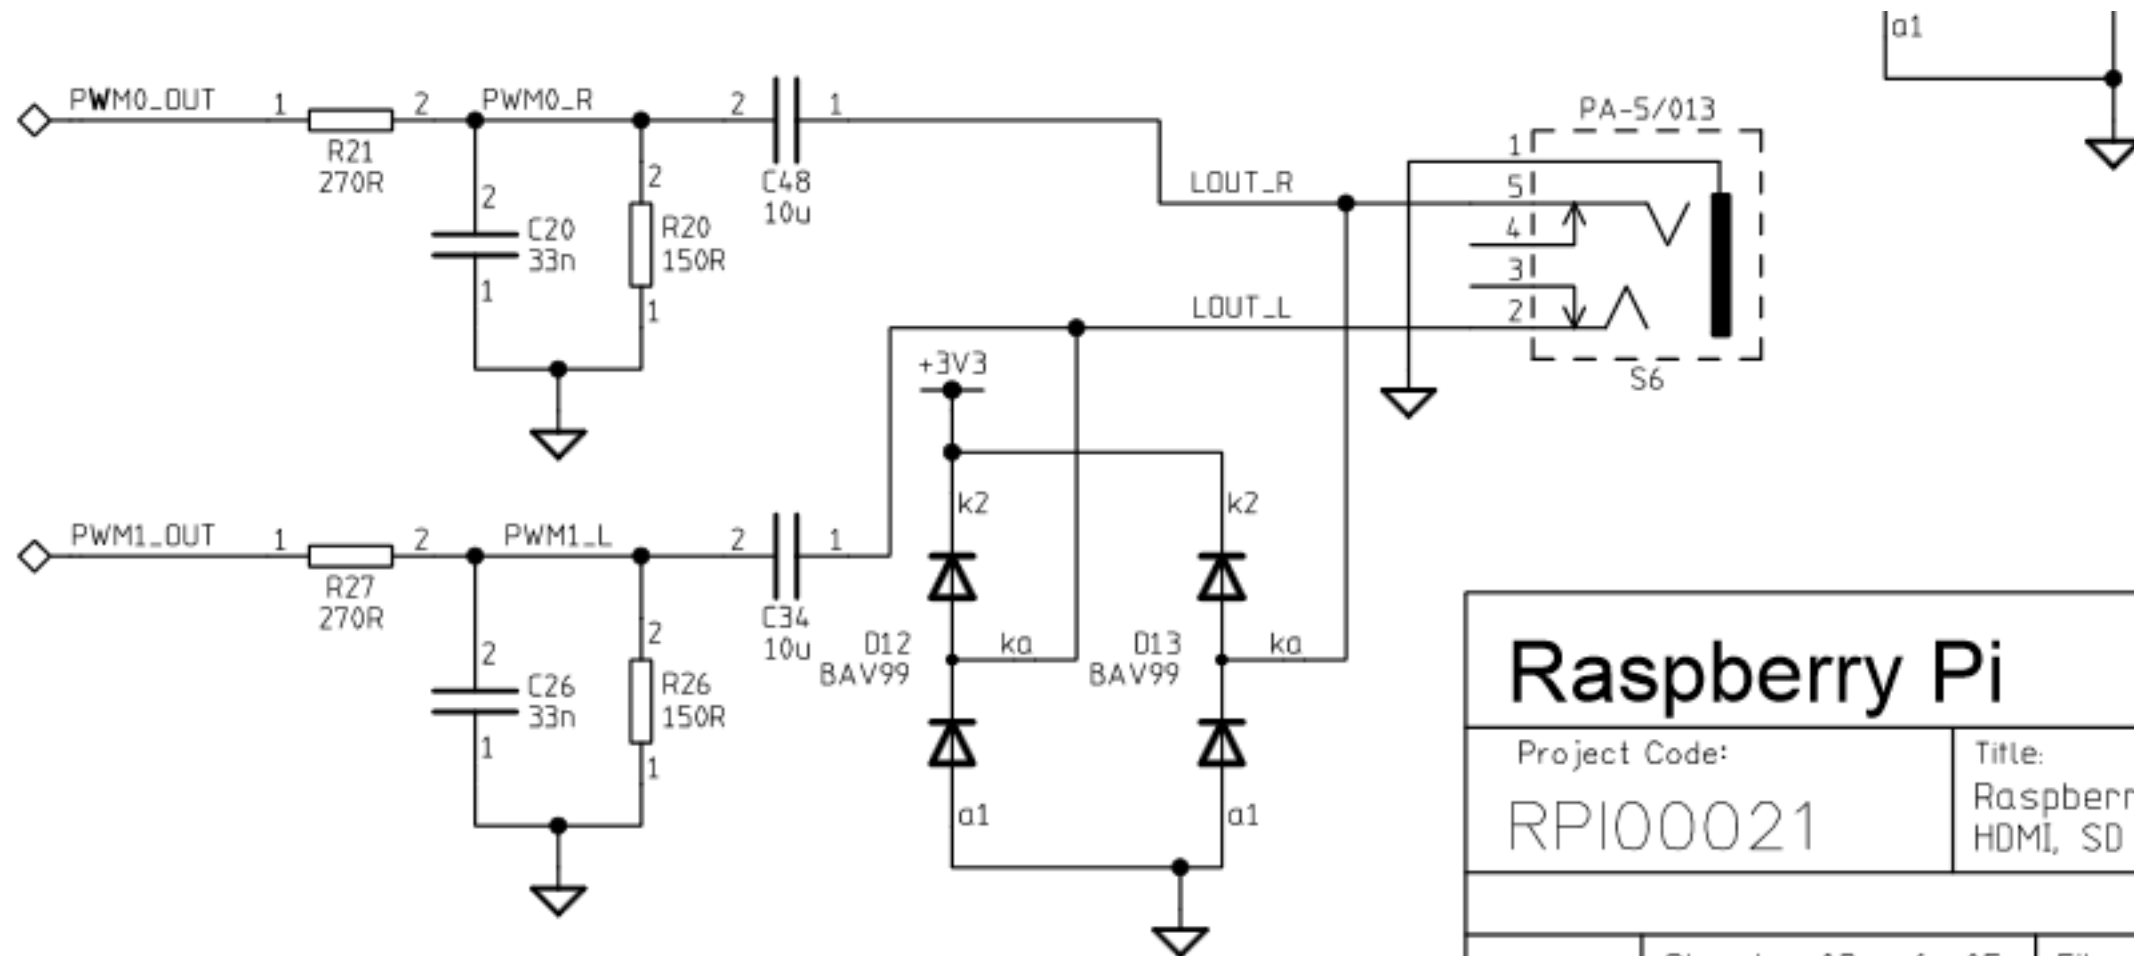 a1
PWM0_OUT
1
2
PWM0_R
2
1
R21
270R
C48
10u
2
C20
33n
1
2
R20
150R
1
LOUT_R
LOUT_L
PA-5/013
1
5
4
3
2
S6
+3V3
k2
k2
PWM1_OUT
1
2
PWM1_L
2
1
R27
270R
C34
10u
2
C26
33n
1
2
R26
150R
1
D12
BAV99
ka
D13
BAV99
ka
a1
a1
Raspberry Pi
Project Code:
RPI00021
Title:
Raspberr
HDMI, SD